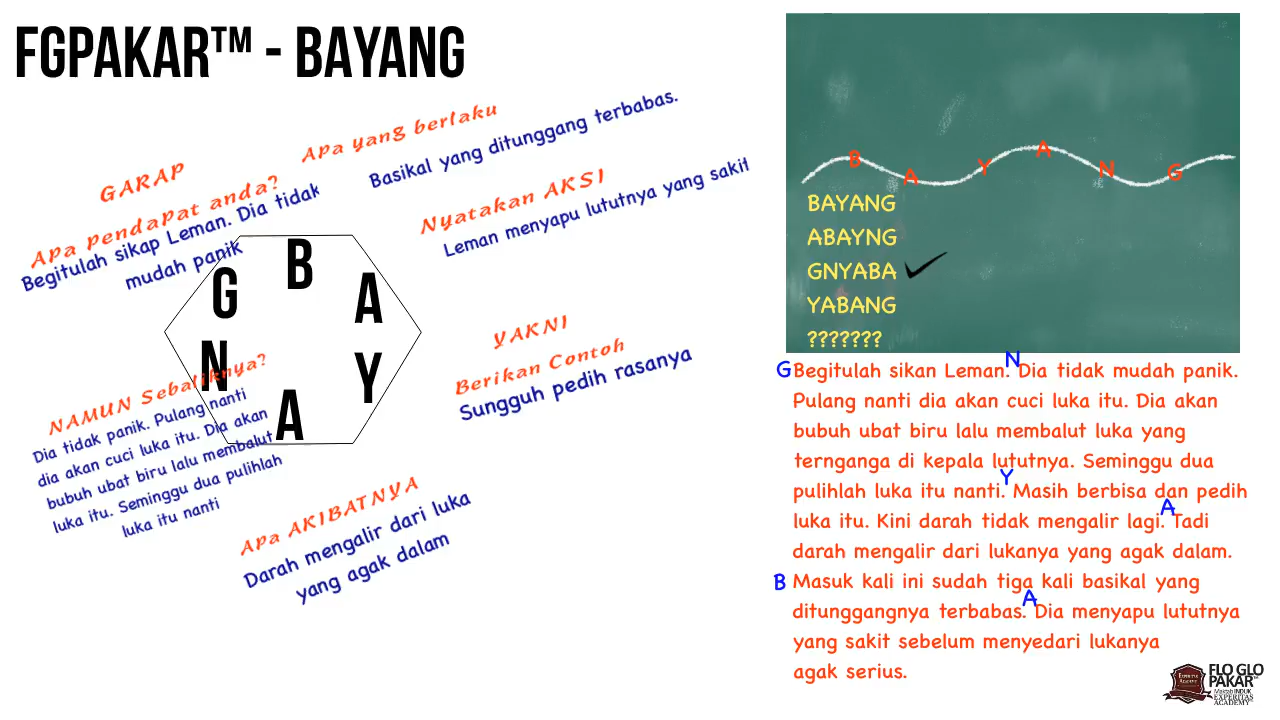 FGPAKAR™ - BAYANG
GARAP
Apa pendapat anda?
Begitulah sikap Leman. Dia tidak
mudah panik
Apa yang berlaku
Basikal yang ditunggang terbabas.
Nyatakan AKSI
Leman menyapu lututnya yang sakit
YAKNI
Berikan Contoh
Sungguh pedih rasanya
Apa AKIBATNYA
Darah mengalir dari luka
yang agak dalam
NAMUN Sebaliknya?
Dia tidak panik. Pulang nanti
dia akan cuci luka itu. Dia akan
bubuh ubat biru lalu membalut
luka itu. Seminggu dua pulihlah
luka itu nanti
B
A
Y
A
N
G
B A Y A N G
BAYANG
ABAYNG
GNYABA
YABANG
???????
G Begitulah sikan Leman. N Dia tidak mudah panik.
Pulang nanti dia akan cuci luka itu. Dia akan
bubuh ubat biru lalu membalut luka yang
ternganga di kepala lututnya. Seminggu dua
pulihlah luka itu nanti. Y Masih berbisa dan pedih
luka itu. Kini darah tidak mengalir lagi. A Tadi
darah mengalir dari lukanya yang agak dalam.
B Masuk kali ini sudah tiga kali basikal yang
ditunggangnya terbabas. A Dia menyapu lututnya
yang sakit sebelum menyedari lukanya
agak serius.
FLO GLO
PAKAR™
Maktab INDUK
EXPERITAS
ACADEMY™